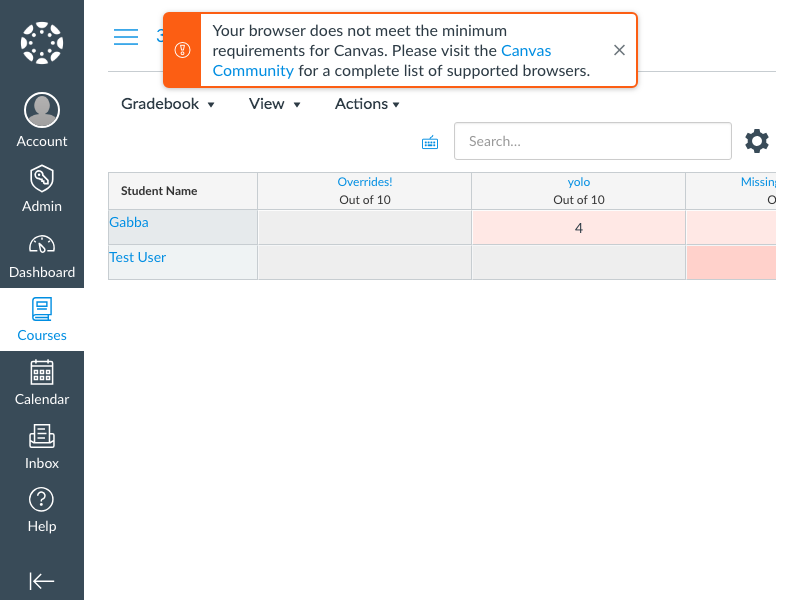 Your browser does not meet the minimum
requirements for Canvas. Please visit the Canvas
Community for a complete list of supported browsers.
Gradebook View Actions
Search...
Student Name Overrides! yolo
Out of 10 Out of 10
Gabba 4
Test User
Account
Admin
Dashboard
Courses
Calendar
Inbox
Help